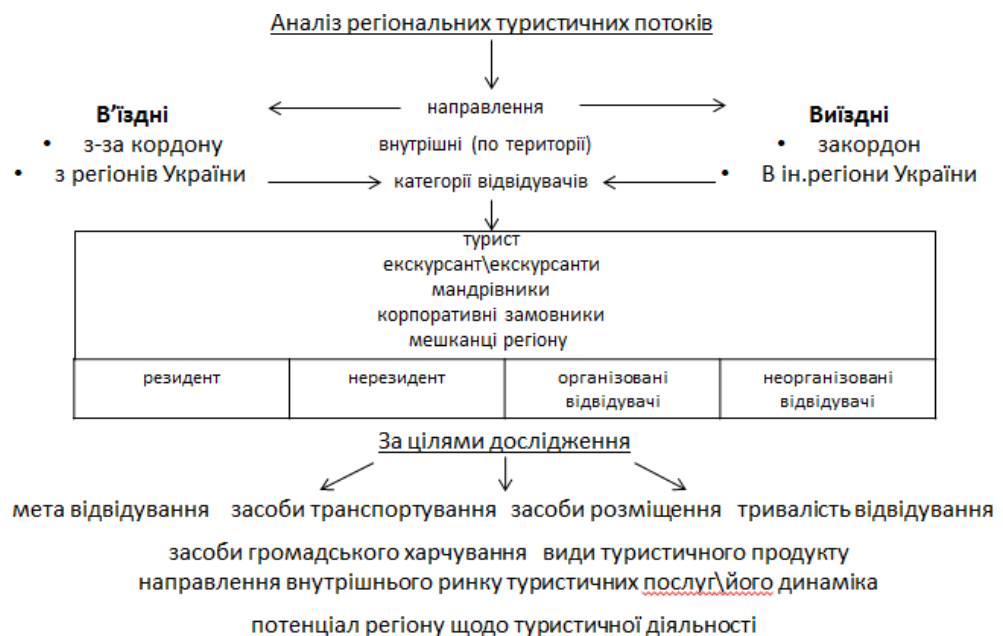 Аналіз регіональних туристичних потоків
В’їздні
• з-за кордону
• з регіонів України
направлення
внутрішні (по території)
категорії відвідувачів
Виїздні
• закордон
• В ін.регіони України
турист
екскурсант\екскурсанти
мандрівники
корпоративні замовники
мешканці регіону
резидент
нерезидент
організовані
відвідувачі
неорганізовані
відвідувачі
За цілями дослідження
мета відвідування засоби транспортування засоби розміщення тривалість відвідування
засоби громадського харчування види туристичного продукту
направлення внутрішнього ринку туристичних послуг\його динаміка
потенціал регіону щодо туристичної діяльності